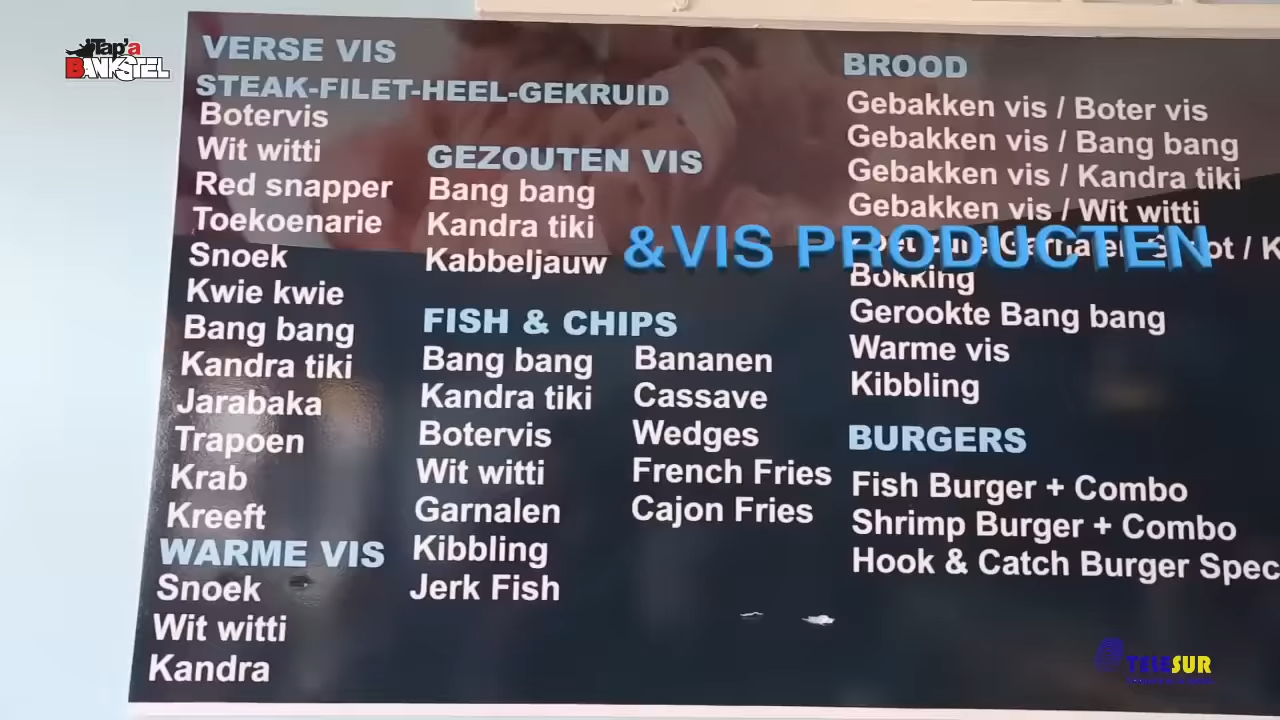 'Tap'a
BANKSTEL
VERSE VIS
STEAK-FILET-HEEL-GEKRUID
Botervis
Wit witti
Red snapper
Toekoenarie
Snoek
Kwie kwie
Bang bang
Kandra tiki
Jarabaka
Trapoen
Krab
Kreeft
WARME VIS
Snoek
Wit witti
Kandra
GEZOUTEN VIS
Bang bang
Kandra tiki
Kabbeljauw
FISH & CHIPS
Bang bang
Kandra tiki
Botervis
Wit witti
Garnalen
Kibbling
Jerk Fish
Bananen
Cassave
Wedges
French Fries
Cajon Fries
BROOD
Gebakken vis / Boter vis
Gebakken vis / Bang bang
Gebakken vis / Kandra tiki
Gebakken vis / Wit witti
&VIS PRODUCTEN
Bokking
Gerookte Bang bang
Warme vis
Kibbling
BURGERS
Fish Burger + Combo
Shrimp Burger + Combo
Hook & Catch Burger Spec
TELESUR